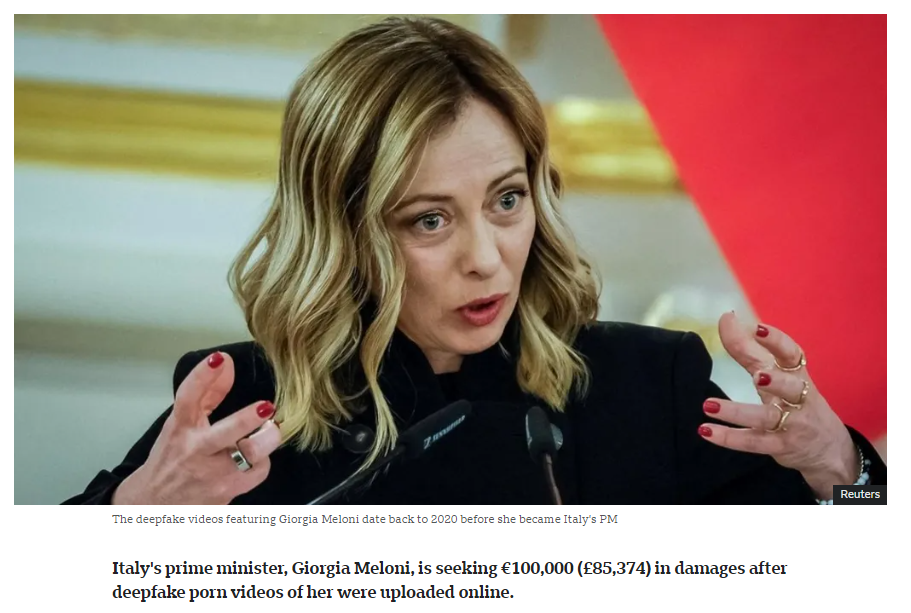 SENNHEISER
Reuters
The deepfake videos featuring Giorgia Meloni date back to 2020 before she became Italy's PM
Italy's prime minister, Giorgia Meloni, is seeking €100,000 (£85,374) in damages after
deepfake porn videos of her were uploaded online.